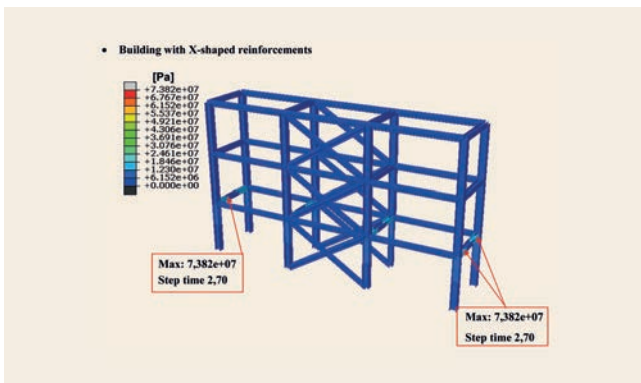 • Building with X-shaped reinforcements
[Pa]
+7.382e+07
+6.767e+07
+6.152e+07
+5.537e+07
+4.921e+07
+4.306e+07
+3.691e+07
+3.076e+07
+2.461e+07
+1.846e+07
+1.230e+07
+6.152e+06
+0.000e+00
Max: 7,382e+07
Step time 2,70
Max: 7,382e+07
Step time 2,70